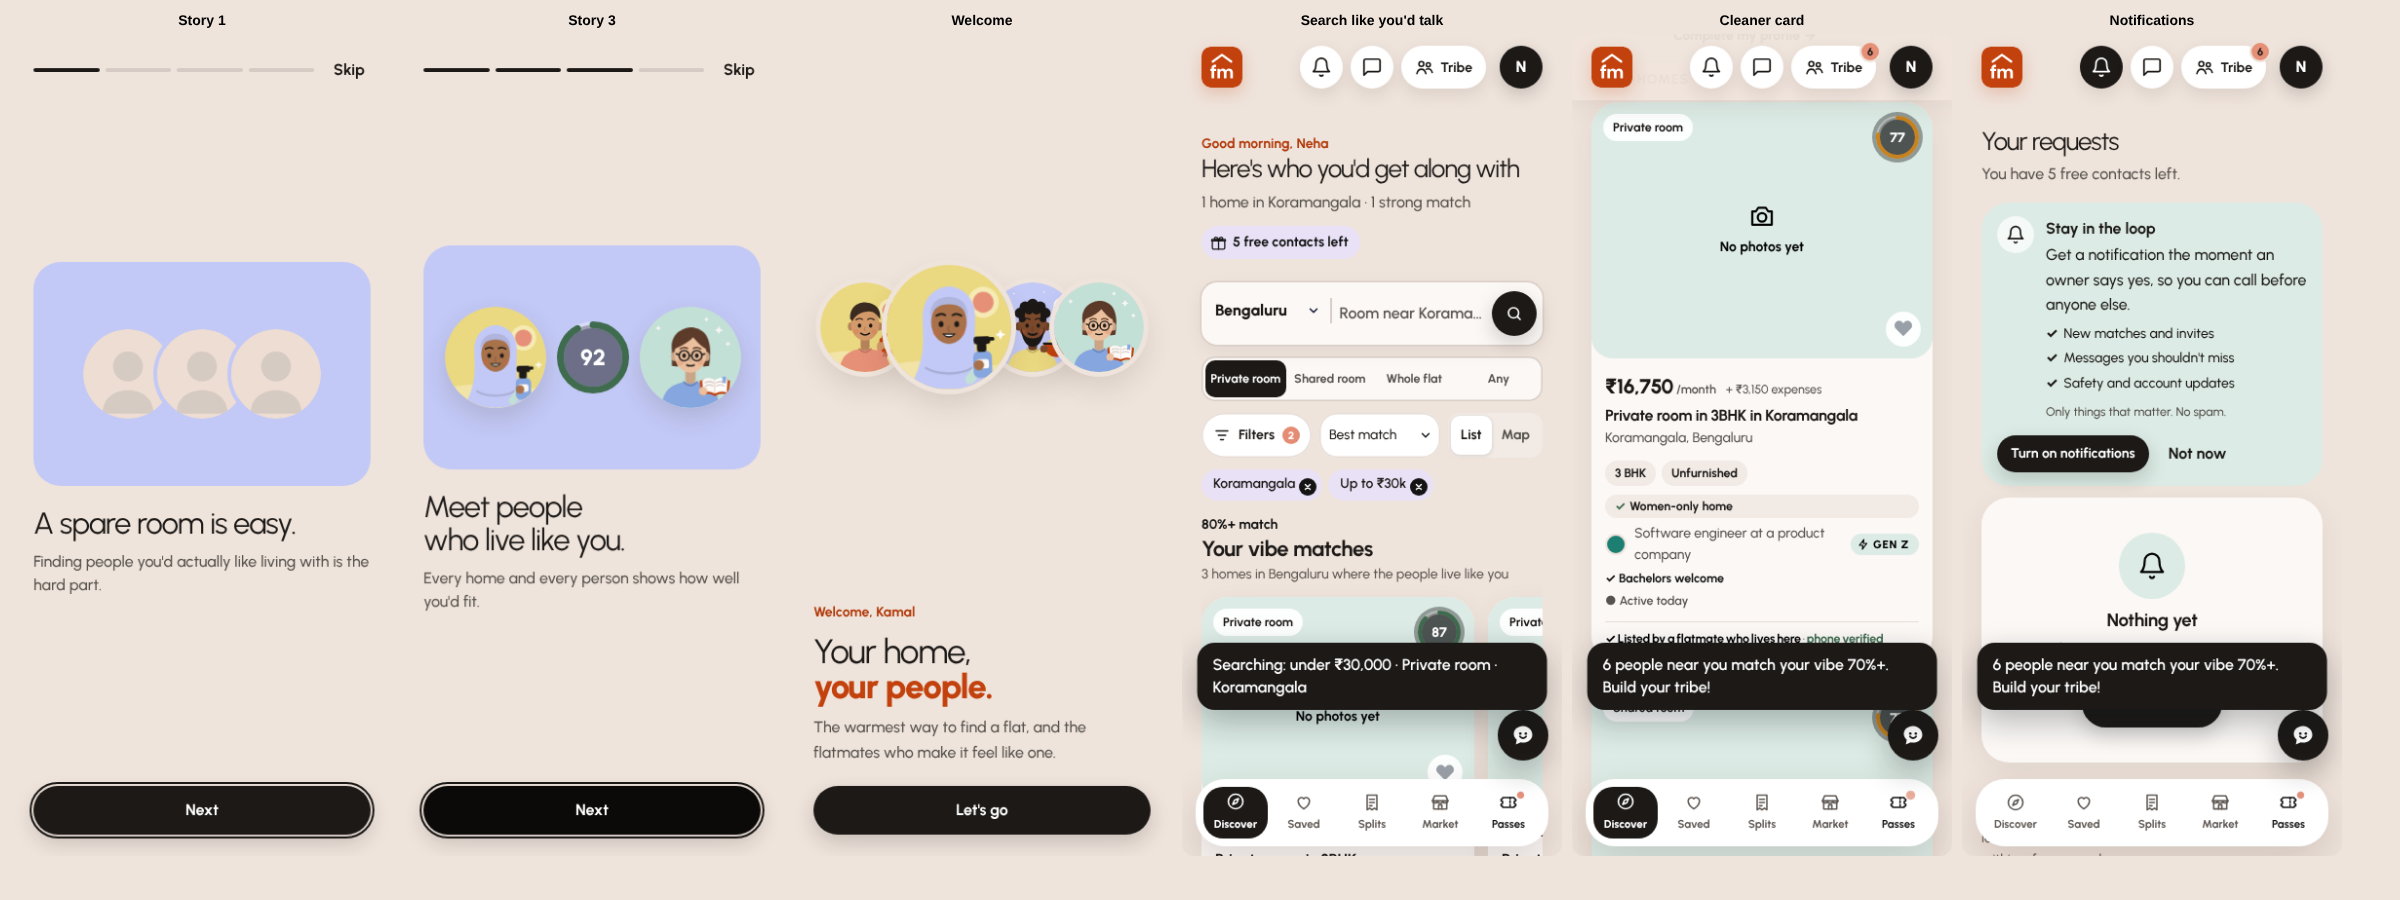 Story 1
Skip
A spare room is easy.
Finding people you'd actually like living with is the
hard part.
Next
Story 3
Skip
92
Meet people
who live like you.
Every home and every person shows how well
you'd fit.
Next
Welcome
Welcome, Kamal
Your home,
your people.
The warmest way to find a flat, and the
flatmates who make it feel like one.
Let's go
Search like you'd talk
fm
Tribe
N
Good morning, Neha
Here's who you'd get along with
1 home in Koramangala · 1 strong match
5 free contacts left
Bengaluru
Room near Korama...
Private room
Shared room
Whole flat
Any
Filters 2
Best match
List
Map
Koramangala
Up to ₹30k
80%+ match
Your vibe matches
3 homes in Bengaluru where the people live like you
Private room
87
Searching: under ₹30,000 · Private room ·
Koramangala
No photos yet
Discover
Saved
Splits
Market
Passes
Cleaner card
Complete my profile →
fm
Tribe
6
N
Private room
77
No photos yet
₹16,750 /month + ₹3,150 expenses
Private room in 3BHK in Koramangala
Koramangala, Bengaluru
3 BHK
Unfurnished
Women-only home
Software engineer at a product
company
GEN Z
Bachelors welcome
Active today
Listed by a flatmate who lives here · phone verified
6 people near you match your vibe 70%+.
Build your tribe!
Shared room
Discover
Saved
Splits
Market
Passes
Notifications
fm
Tribe
6
N
Your requests
You have 5 free contacts left.
Stay in the loop
Get a notification the moment an
owner says yes, so you can call before
anyone else.
New matches and invites
Messages you shouldn't miss
Safety and account updates
Only things that matter. No spam.
Turn on notifications
Not now
Nothing yet
6 people near you match your vibe 70%+.
Build your tribe!
Discover
Saved
Splits
Market
Passes